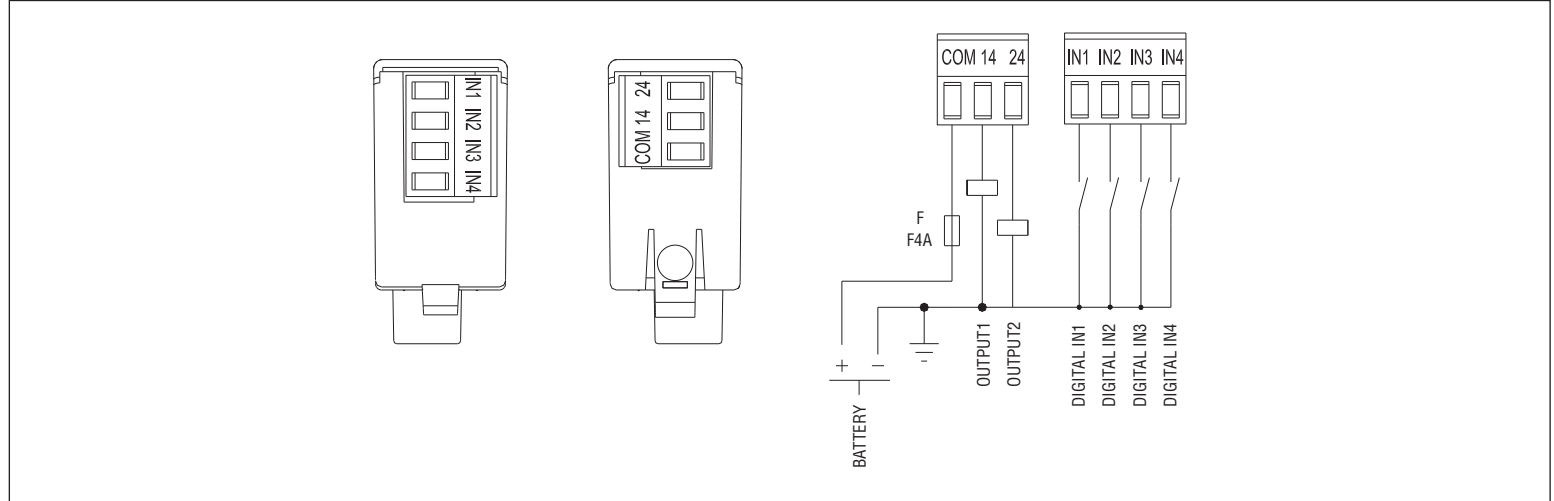 IN1 IN2 IN3 IN4
COM 14 24
COM 14 24
IN1 IN2 IN3 IN4
F
F4A
+ −
BATTERY
OUTPUT1
OUTPUT2
DIGITAL IN1
DIGITAL IN2
DIGITAL IN3
DIGITAL IN4